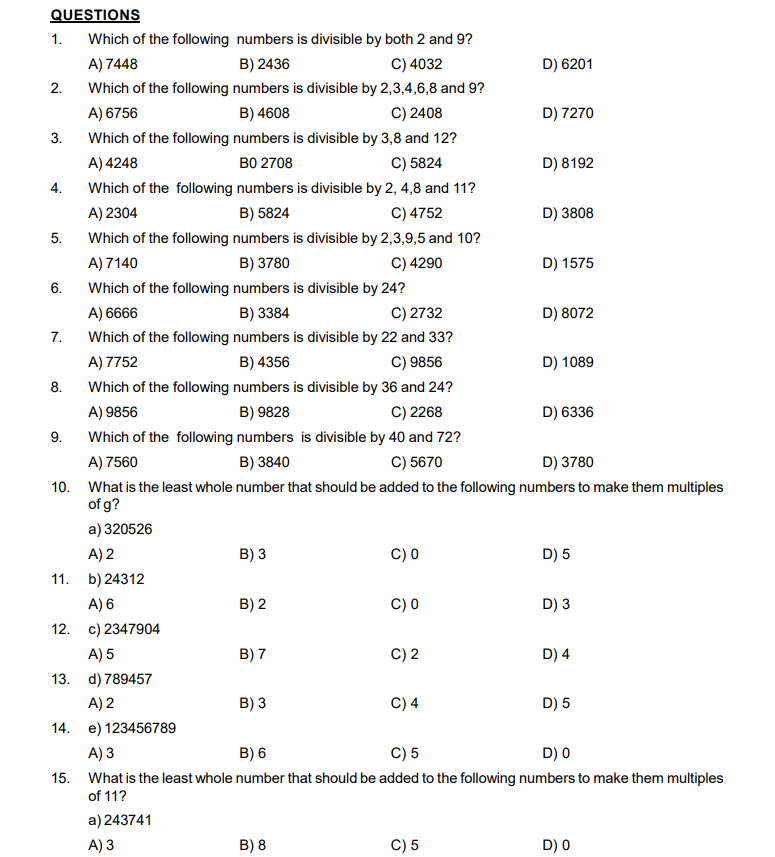 QUESTIONS
1. Which of the following numbers is divisible by both 2 and 9?
A) 7448 B) 2436 C) 4032 D) 6201
2. Which of the following numbers is divisible by 2,3,4,6,8 and 9?
A) 6756 B) 4608 C) 2408 D) 7270
3. Which of the following numbers is divisible by 3,8 and 12?
A) 4248 B0 2708 C) 5824 D) 8192
4. Which of the following numbers is divisible by 2, 4,8 and 11?
A) 2304 B) 5824 C) 4752 D) 3808
5. Which of the following numbers is divisible by 2,3,9,5 and 10?
A) 7140 B) 3780 C) 4290 D) 1575
6. Which of the following numbers is divisible by 24?
A) 6666 B) 3384 C) 2732 D) 8072
7. Which of the following numbers is divisible by 22 and 33?
A) 7752 B) 4356 C) 9856 D) 1089
8. Which of the following numbers is divisible by 36 and 24?
A) 9856 B) 9828 C) 2268 D) 6336
9. Which of the following numbers is divisible by 40 and 72?
A) 7560 B) 3840 C) 5670 D) 3780
10. What is the least whole number that should be added to the following numbers to make them multiples
of g?
a) 320526
A) 2 B) 3 C) 0 D) 5
11. b) 24312
A) 6 B) 2 C) 0 D) 3
12. c) 2347904
A) 5 B) 7 C) 2 D) 4
13. d) 789457
A) 2 B) 3 C) 4 D) 5
14. e) 123456789
A) 3 B) 6 C) 5 D) 0
15. What is the least whole number that should be added to the following numbers to make them multiples
of 11?
a) 243741
A) 3 B) 8 C) 5 D) 0